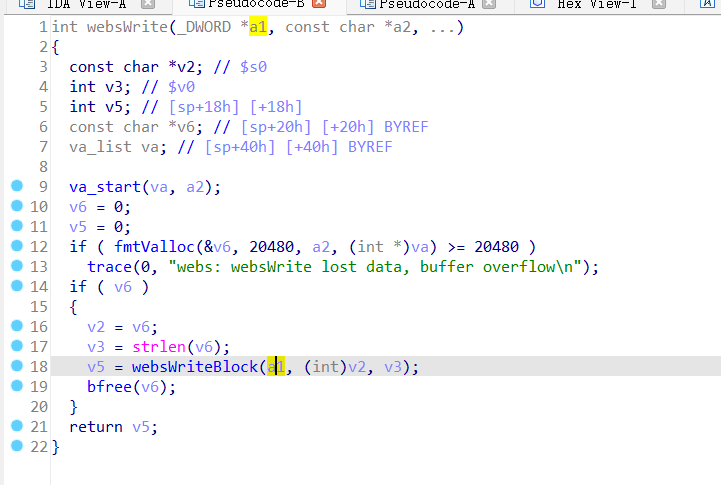 IDA View-A Pseudocode-B Pseudocode-A Hex View-1
1 int websWrite(_DWORD *a1, const char *a2, ...)
2 {
3   const char *v2; // $s0
4   int v3; // $v0
5   int v5; // [sp+18h] [+18h]
6   const char *v6; // [sp+20h] [+20h] BYREF
7   va_list va; // [sp+40h] [+40h] BYREF
8
9   va_start(va, a2);
10   v6 = 0;
11   v5 = 0;
12   if ( fmtValloc(&v6, 20480, a2, (int *)va) >= 20480 )
13     trace(0, "webs: websWrite lost data, buffer overflow\n");
14   if ( v6 )
15   {
16     v2 = v6;
17     v3 = strlen(v6);
18     v5 = websWriteBlock(a1, (int)v2, v3);
19     bfree(v6);
20   }
21   return v5;
22 }